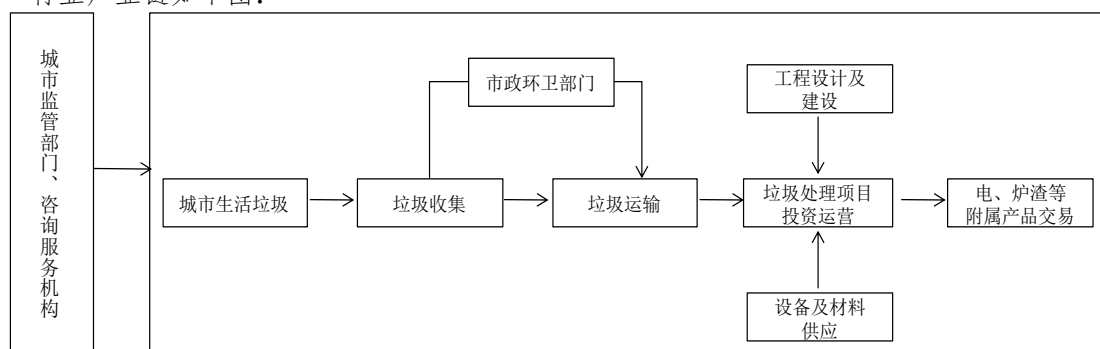 行业产业链如下图：
城市监管部门、咨询服务机构
市政环卫部门
工程设计及
建设
城市生活垃圾
垃圾收集
垃圾运输
垃圾处理项目
投资运营
电、炉渣等
附属产品交易
设备及材料
供应